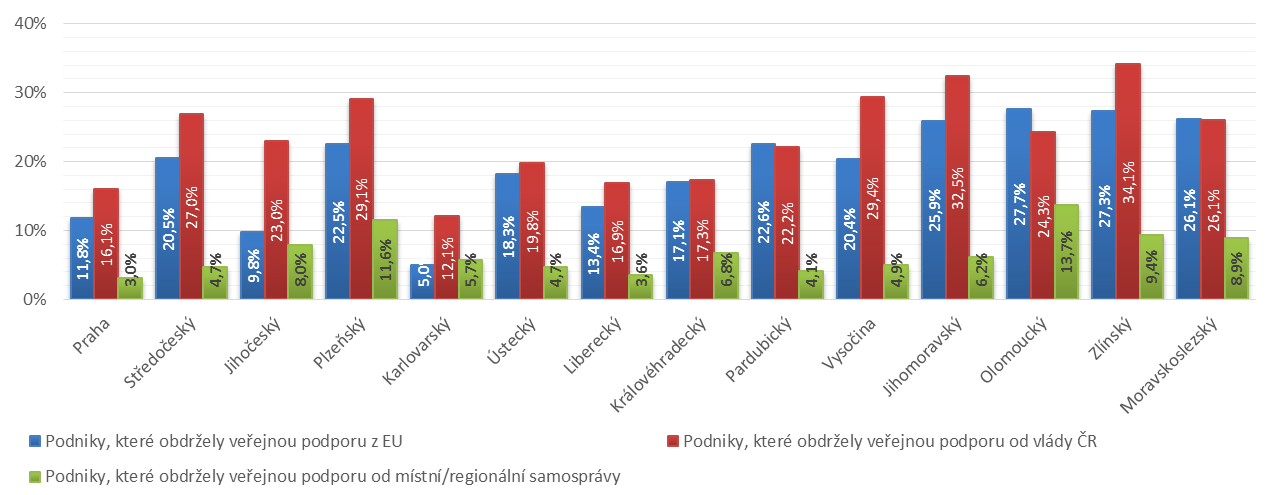 40%
30%
20%
10%
0%
11,8% 16,1% 3,0%
20,5% 27,0% 4,7%
9,8% 23,0% 8,0%
22,5% 29,1% 11,6%
5,0 12,1% 5,7%
18,3% 19,8% 4,7%
13,4% 16,9% 3,6%
17,1% 17,3% 6,8%
22,6% 22,2% 4,1%
20,4% 29,4% 4,9%
25,9% 32,5% 6,2%
27,7% 24,3% 13,7%
27,3% 34,1% 9,4%
26,1% 26,1% 8,9%
Praha
Středočeský
Jihočeský
Plzeňský
Karlovarský
Ústecký
Liberecký
Královéhradecký
Pardubický
Vysočina
Jihomoravský
Olomoucký
Zlínský
Moravskoslezský
Podniky, které obdržely veřejnou podporu z EU
Podniky, které obdržely veřejnou podporu od vlády ČR
Podniky, které obdržely veřejnou podporu od místní/regionální samosprávy